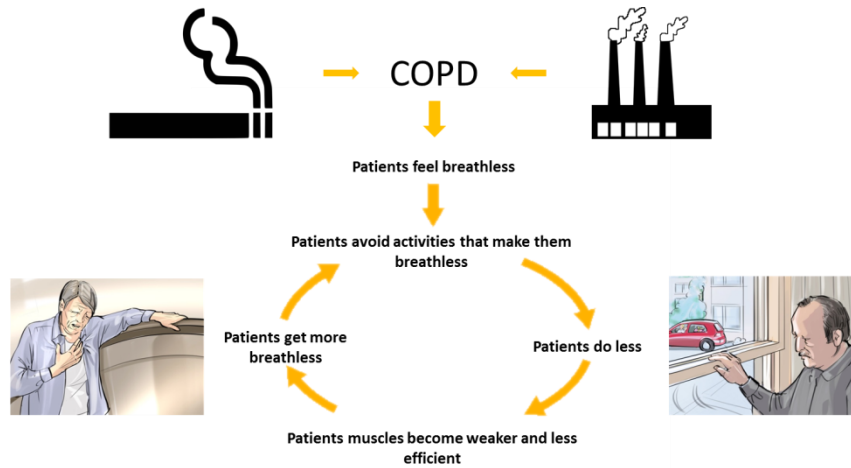 COPD
Patients feel breathless
Patients avoid activities that make them
breathless
Patients get more
breathless
Patients do less
Patients muscles become weaker and less
efficient